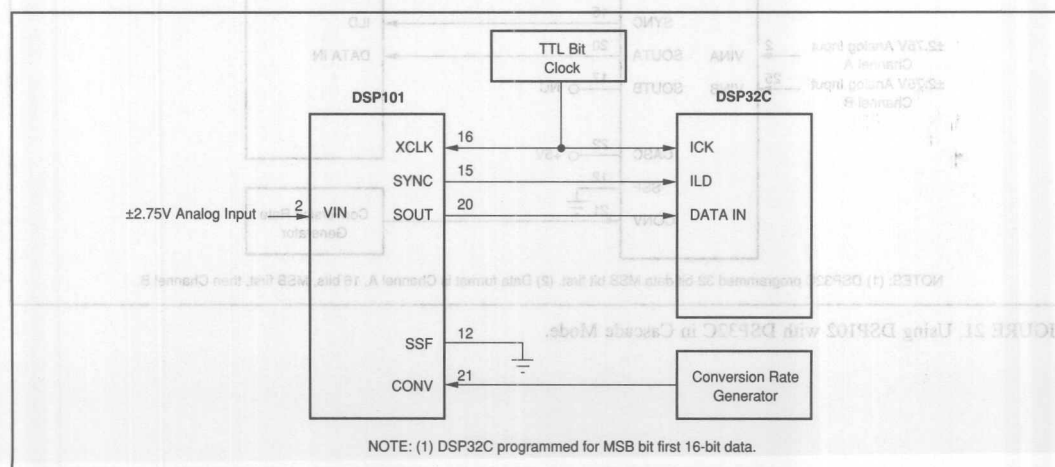 TTL Bit
Clock
DSP101
DSP32C
XCLK 16 ICK
SYNC 15 ILD
±2.75V Analog Input 2 VIN SOUT 20 DATA IN
SSF 12
CONV 21
Conversion Rate
Generator
NOTE: (1) DSP32C programmed for MSB bit first 16-bit data.